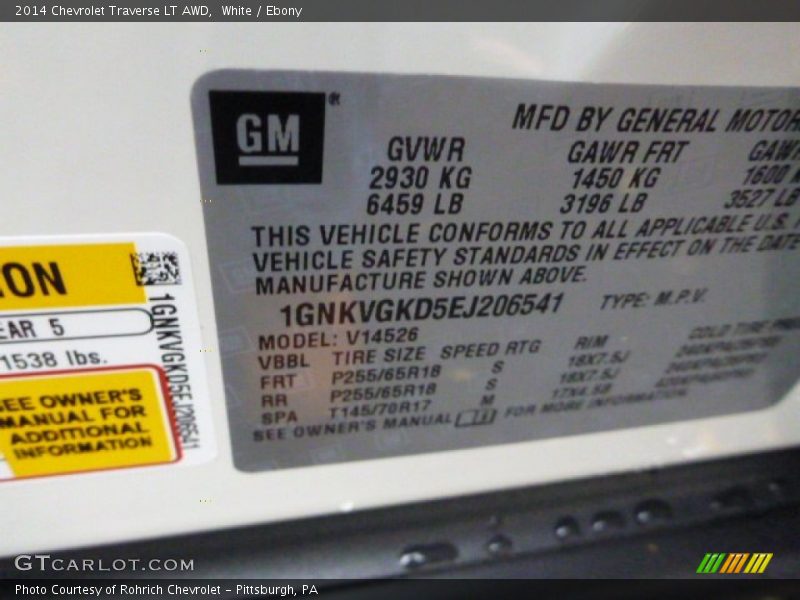 2014 Chevrolet Traverse LT AWD,  White / Ebony
GM
MFD BY GENERAL
GVWR
GAWR FRT
2930 KG
1450 KG
1600
6459 LB
3196 LB
3527 LB
THIS VEHICLE CONFORMS TO ALL APPLICABLE U.S.
VEHICLE SAFETY STANDARDS IN EFFECT ON THE DATE
MANUFACTURE SHOWN ABOVE.
1GNKVGKD5EJ206541
TYPE: M.P.V.
MODEL: V14526
VBBL TIRE SIZE SPEED RTG RIM COLD TIRE
FRT P255/65R18 S 18X7.5J
RR P255/65R18 S 18X7.5J
SPA T145/70R17 M 17X4.5B
SEE OWNER'S MANUAL FOR MORE INFORMATION
5
1538 lbs.
SEE OWNER'S
MANUAL FOR
ADDITIONAL
INFORMATION
1GNKVGKD5EJ206541
GTCARLOT.COM
Photo Courtesy of Rohrich Chevrolet – Pittsburgh, PA